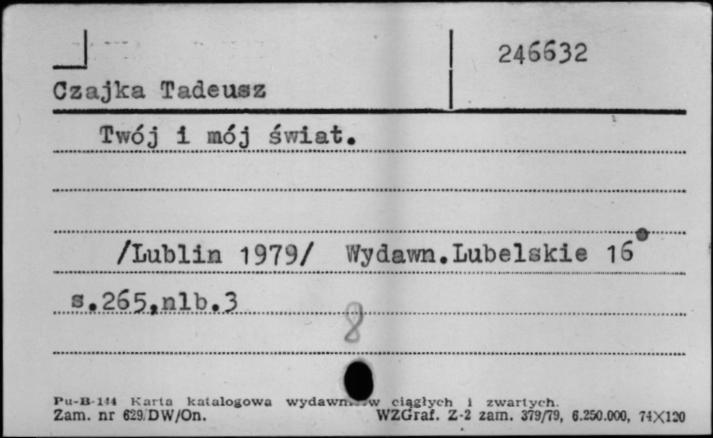 246632
Czajka Tadeusz
Twój i mój świat.
/Lublin 1979/ Wydawn.Lubelskie 16°
s.265,nlb.3
8
Pu-B-144 Karta katalogowa ciągłych i zwartych.
Zam. nr 629/DW/On. WZGraf. Z-2 zam. 379/79, 6.250.000, 74X120